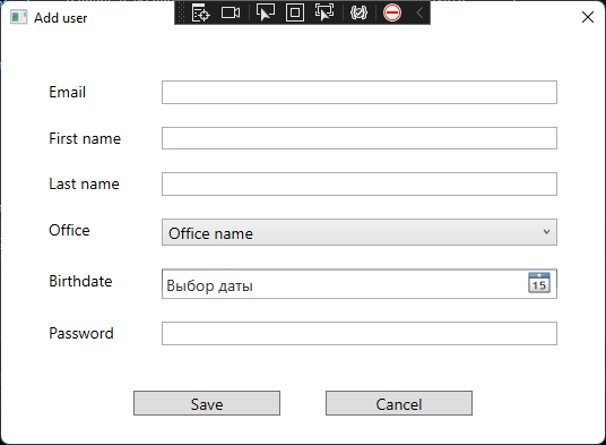 Add user
Email
First name
Last name
Office
Office name
Birthdate
Выбор даты
15
Password
Save
Cancel